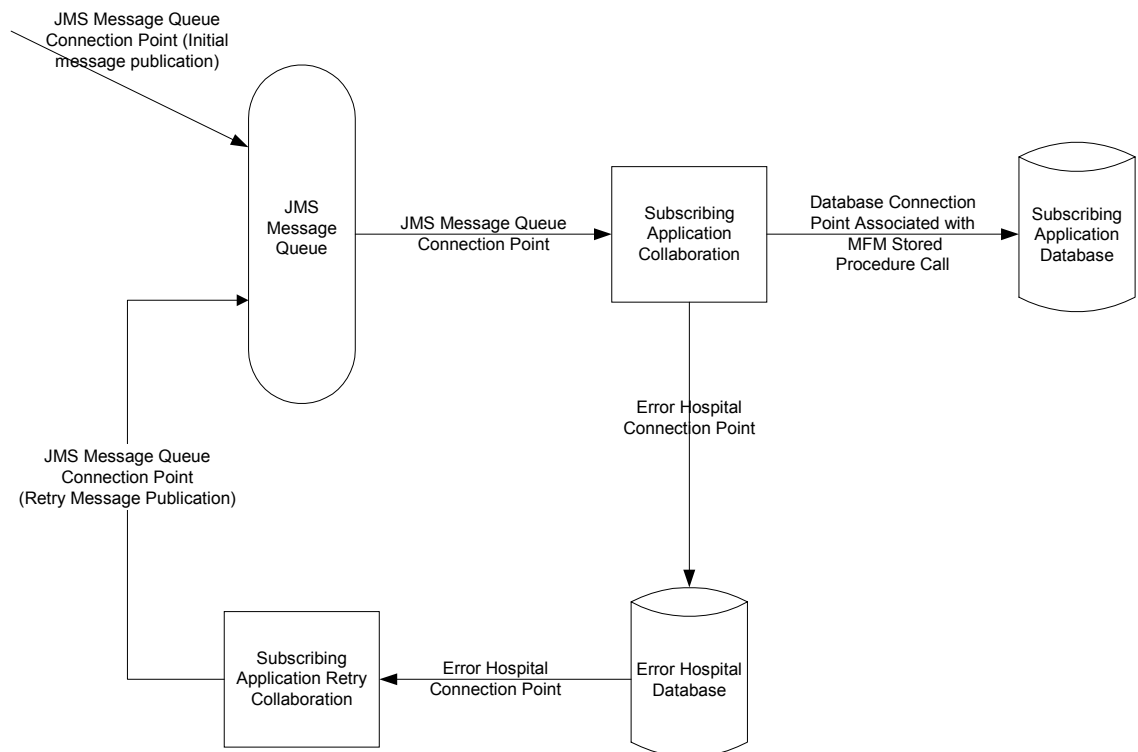 JMS Message Queue
Connection Point (Initial
message publication)
JMS
Message
Queue
JMS Message Queue
Connection Point
Subscribing
Application
Collaboration
Database Connection
Point Associated with
MFM Stored
Procedure Call
Subscribing
Application
Database
Error Hospital
Connection Point
JMS Message Queue
Connection Point
(Retry Message Publication)
Subscribing
Application Retry
Collaboration
Error Hospital
Connection Point
Error Hospital
Database